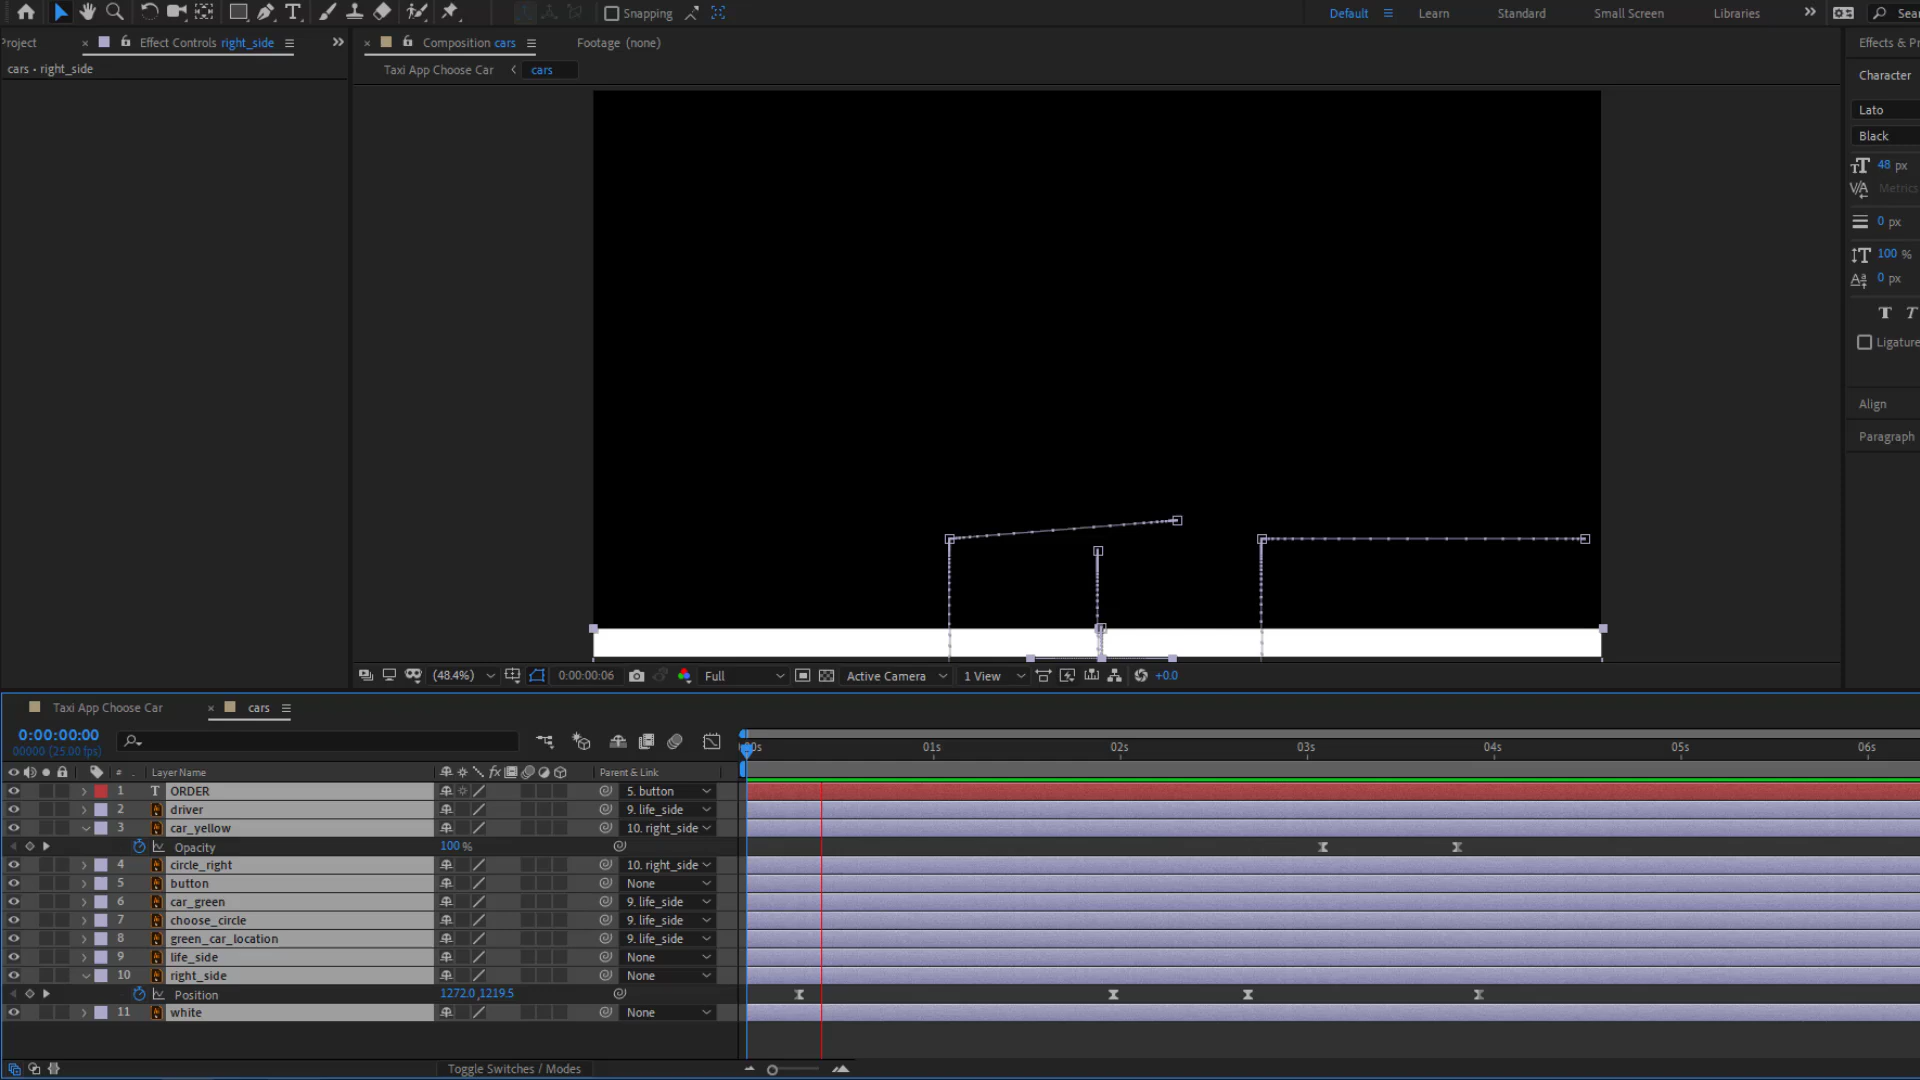 Snapping
Default
Learn
Standard
Small Screen
Libraries
Project
Effect Controls right_side
Composition cars
Footage (none)
Effects & Pr
cars • right_side
Taxi App Choose Car
cars
Character
Lato
Black
48 px
Metrics
0 px
100 %
0 px
T T
Ligature
Align
Paragraph
(48.4%)
0:00:00:06
Full
Active Camera
1 View
+0.0
Taxi App Choose Car
cars
0:00:00:00
00000 (25.00 fps)
01s
02s
03s
04s
05s
06s
# Layer Name
Parent & Link
1 T ORDER 5. button
2 driver 9. life_side
3 car_yellow 10. right_side
Opacity 100 %
4 circle_right 10. right_side
5 button None
6 car_green 9. life_side
7 choose_circle 9. life_side
8 green_car_location 9. life_side
9 life_side None
10 right_side None
Position 1272.0,1219.5
11 white None
Toggle Switches / Modes